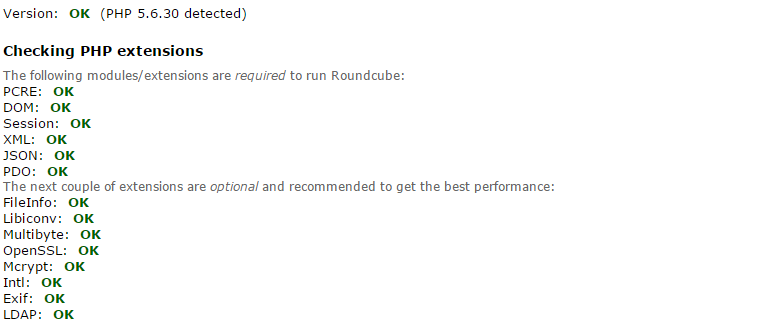 Version: OK (PHP 5.6.30 detected)
Checking PHP extensions
The following modules/extensions are required to run Roundcube:
PCRE: OK
DOM: OK
Session: OK
XML: OK
JSON: OK
PDO: OK
The next couple of extensions are optional and recommended to get the best performance:
FileInfo: OK
Libiconv: OK
Multibyte: OK
OpenSSL: OK
Mcrypt: OK
Intl: OK
Exif: OK
LDAP: OK